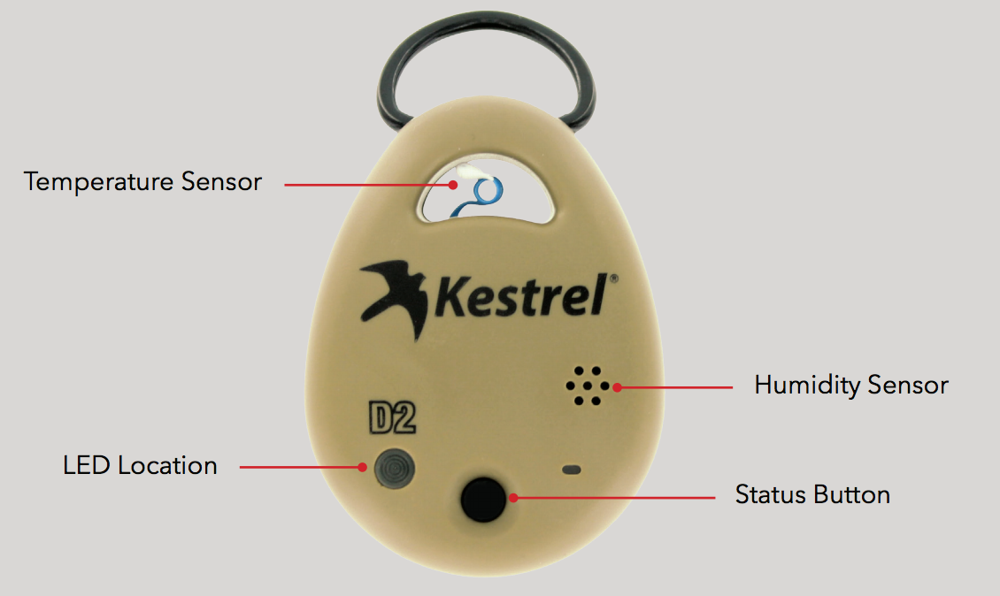 Temperature Sensor
Kestrel®
Humidity Sensor
D2
LED Location
Status Button